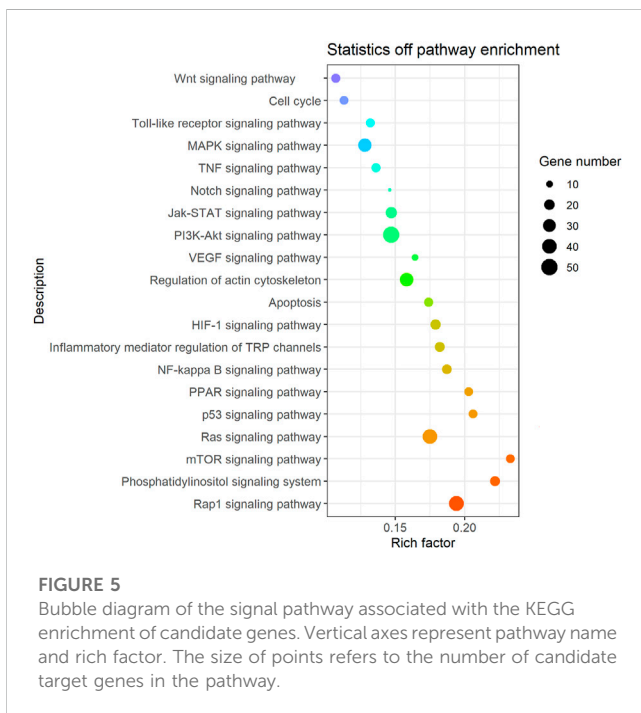 Statistics off pathway enrichment
Wnt signaling pathway
Cell cycle
Toll-like receptor signaling pathway
MAPK signaling pathway
TNF signaling pathway
Notch signaling pathway
Jak-STAT signaling pathway
PI3K-Akt signaling pathway
VEGF signaling pathway
Regulation of actin cytoskeleton
Apoptosis
HIF-1 signaling pathway
Inflammatory mediator regulation of TRP channels
NF-kappa B signaling pathway
PPAR signaling pathway
p53 signaling pathway
Ras signaling pathway
mTOR signaling pathway
Phosphatidylinositol signaling system
Rap1 signaling pathway
Description
0.15 0.20
Rich factor
Gene number
10
20
30
40
50
FIGURE 5
Bubble diagram of the signal pathway associated with the KEGG
enrichment of candidate genes. Vertical axes represent pathway name
and rich factor. The size of points refers to the number of candidate
target genes in the pathway.